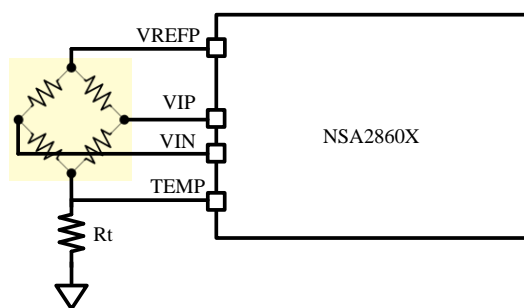 VREFP
VIP
NSA2860X
VIN
TEMP
Rt